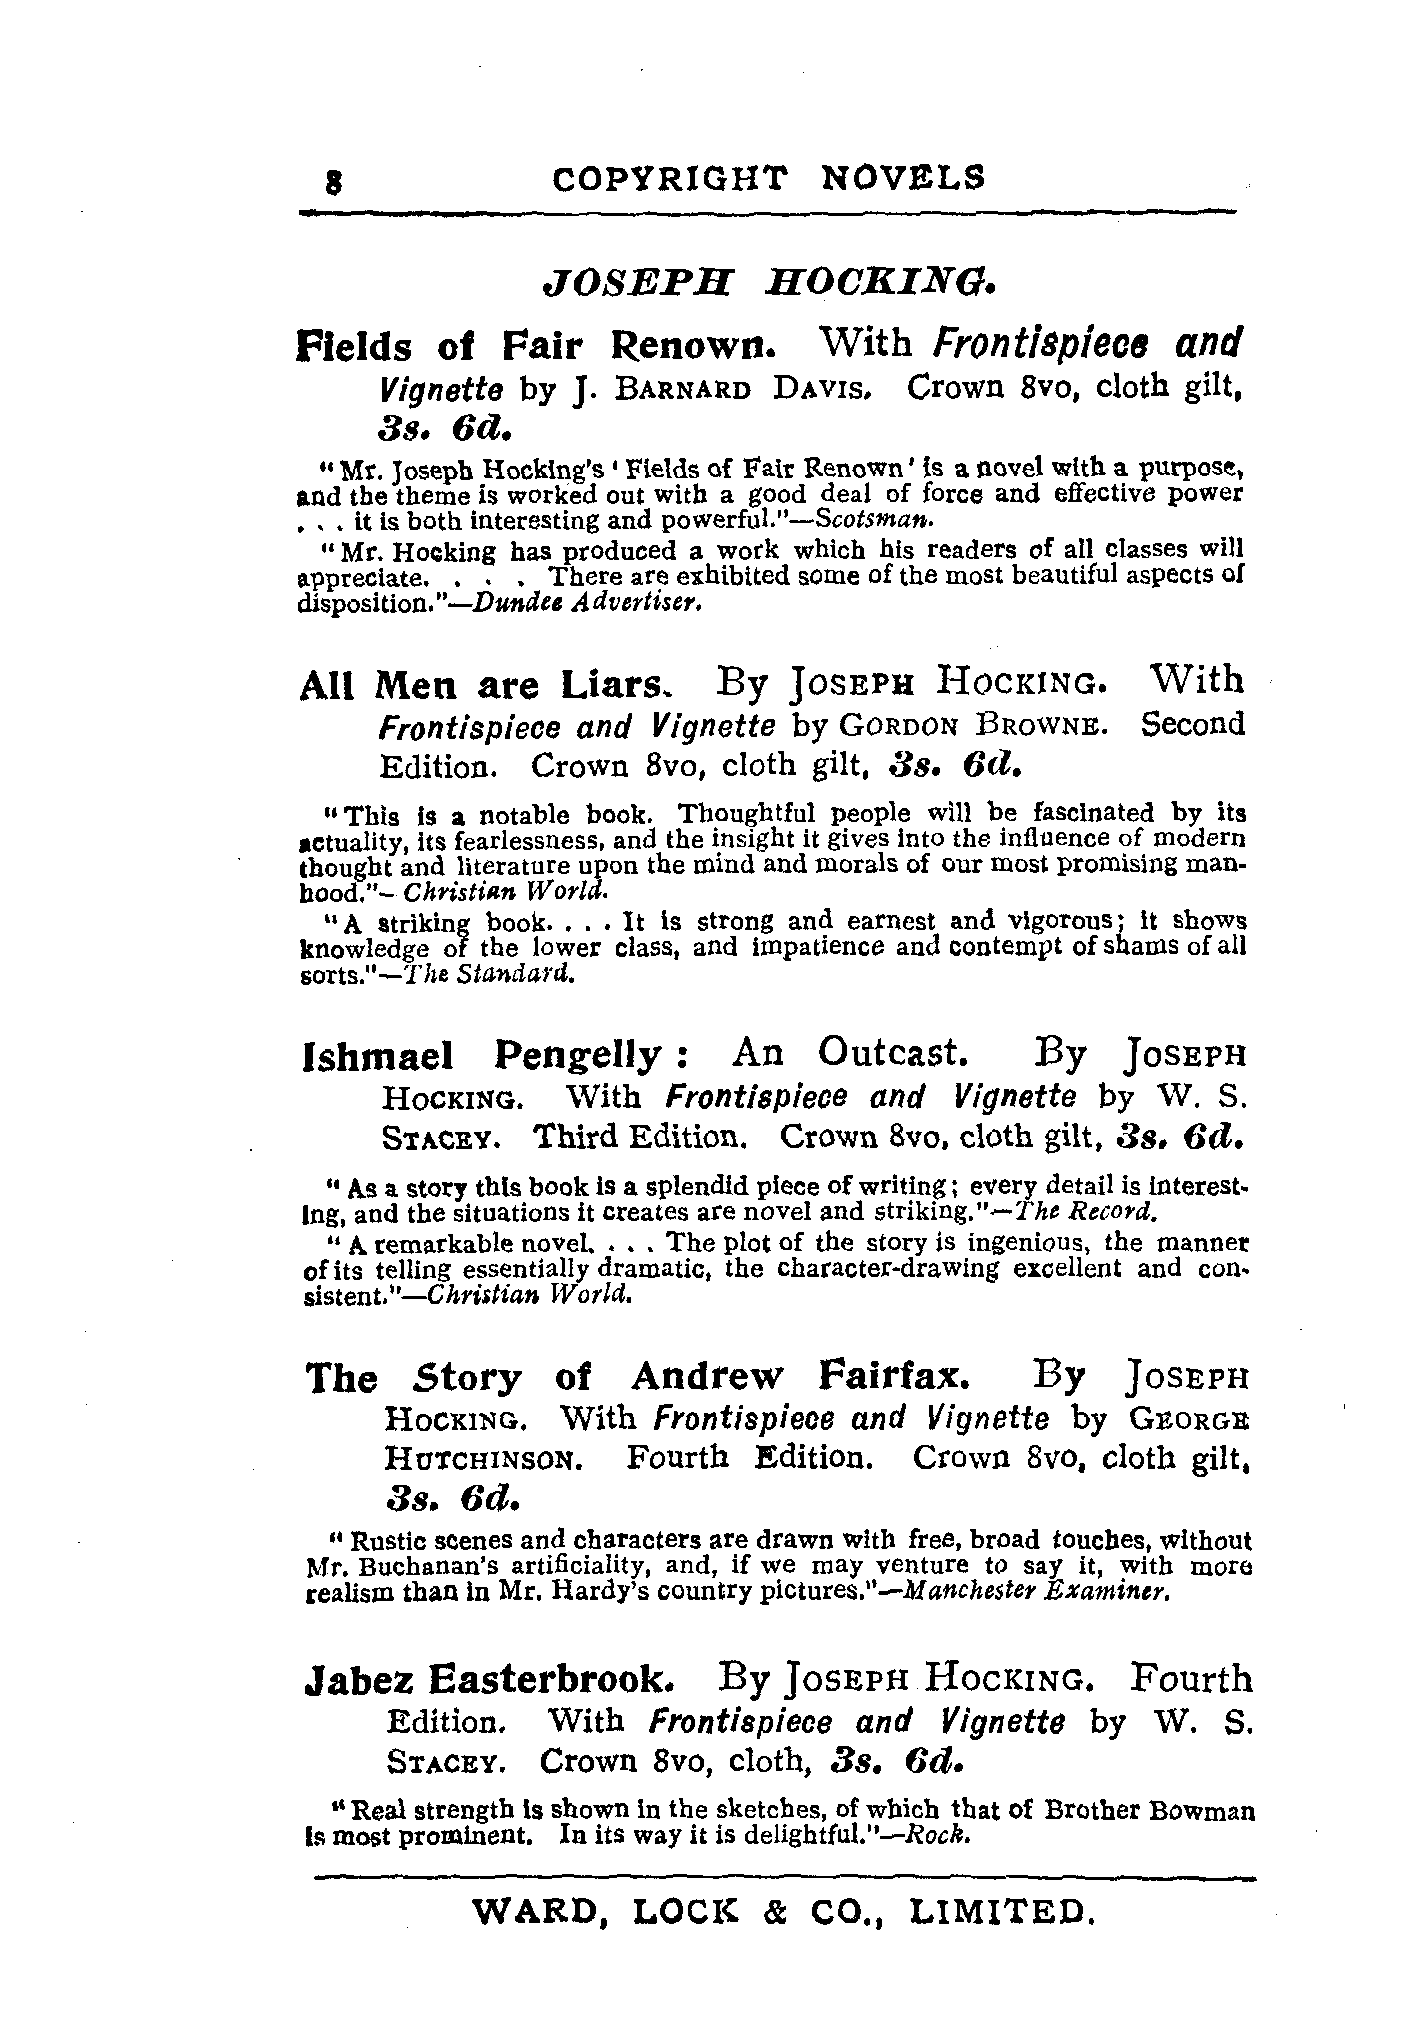 8 COPYRIGHT NOVELS
JOSEPH HOCKING.
Fields of Fair Renown. With Frontispiece and
Vignette by J. BARNARD DAVIS. Crown 8vo, cloth gilt,
3s. 6d.
"Mr. Joseph Hocking's 'Fields of Fair Renown' is a novel with a purpose,
and the theme is worked out with a good deal of force and effective power
. . . it is both interesting and powerful."—Scotsman.
"Mr. Hocking has produced a work which his readers of all classes will
appreciate. . . . There are exhibited some of the most beautiful aspects of
disposition."—Dundee Advertiser.
All Men are Liars. By JOSEPH HOCKING. With
Frontispiece and Vignette by GORDON BROWNE. Second
Edition. Crown 8vo, cloth gilt, 3s. 6d.
"This is a notable book. Thoughtful people will be fascinated by its
actuality, its fearlessness, and the insight it gives into the influence of modern
thought and literature upon the mind and morals of our most promising man-
hood."—Christian World.
"A striking book. . . . It is strong and earnest and vigorous; it shows
knowledge of the lower class, and impatience and contempt of shams of all
sorts."—The Standard.
Ishmael Pengelly: An Outcast. By JOSEPH
HOCKING. With Frontispiece and Vignette by W. S.
STACEY. Third Edition. Crown 8vo, cloth gilt, 3s. 6d.
"As a story this book is a splendid piece of writing; every detail is interest-
ing, and the situations it creates are novel and striking."—The Record.
"A remarkable novel. . . . The plot of the story is ingenious, the manner
of its telling essentially dramatic, the character-drawing excellent and con-
sistent."—Christian World.
The Story of Andrew Fairfax. By JOSEPH
HOCKING. With Frontispiece and Vignette by GEORGE
HUTCHINSON. Fourth Edition. Crown 8vo, cloth gilt,
3s. 6d.
"Rustic scenes and characters are drawn with free, broad touches, without
Mr. Buchanan's artificiality, and, if we may venture to say it, with more
realism than in Mr. Hardy's country pictures."—Manchester Examiner.
Jabez Easterbrook. By JOSEPH HOCKING. Fourth
Edition. With Frontispiece and Vignette by W. S.
STACEY. Crown 8vo, cloth, 3s. 6d.
"Real strength is shown in the sketches, of which that of Brother Bowman
is most prominent. In its way it is delightful."—Rock.
WARD, LOCK & CO., LIMITED.